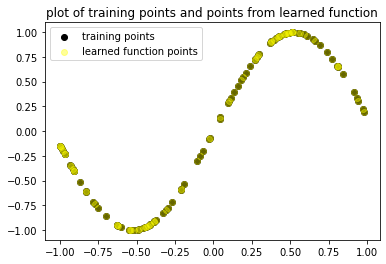 plot of training points and points from learned function
training points
learned function points
1.00
0.75
0.50
0.25
0.00
−0.25
−0.50
−0.75
−1.00
−1.00 −0.75 −0.50 −0.25 0.00 0.25 0.50 0.75 1.00